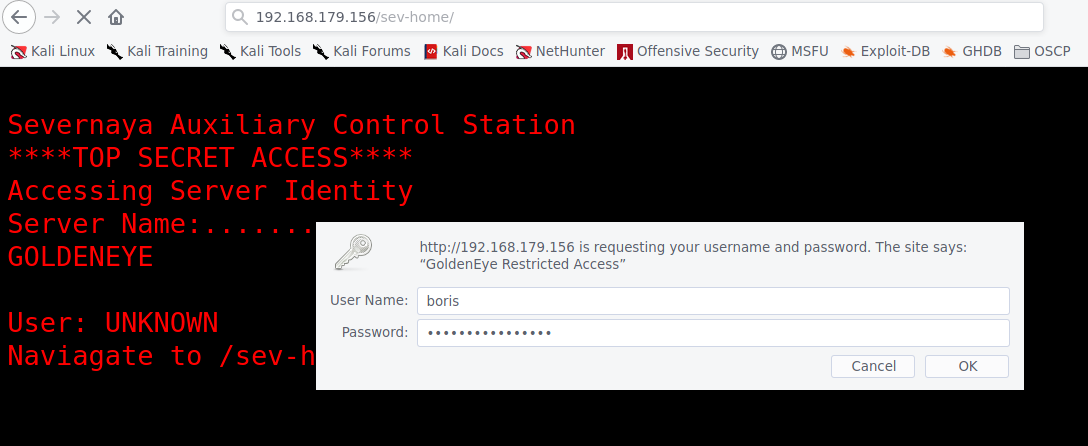 192.168.179.156/sev-home/
Kali Linux Kali Training Kali Tools Kali Forums Kali Docs NetHunter Offensive Security MSFU Exploit-DB GHDB OSCP
Severnaya Auxiliary Control Station
****TOP SECRET ACCESS****
Accessing Server Identity
Server Name:.......
GOLDENEYE
User: UNKNOWN
Naviagate to /sev-h
http://192.168.179.156 is requesting your username and password. The site says:
“GoldenEye Restricted Access”
User Name: boris
Password: ••••••••••••••••
Cancel OK